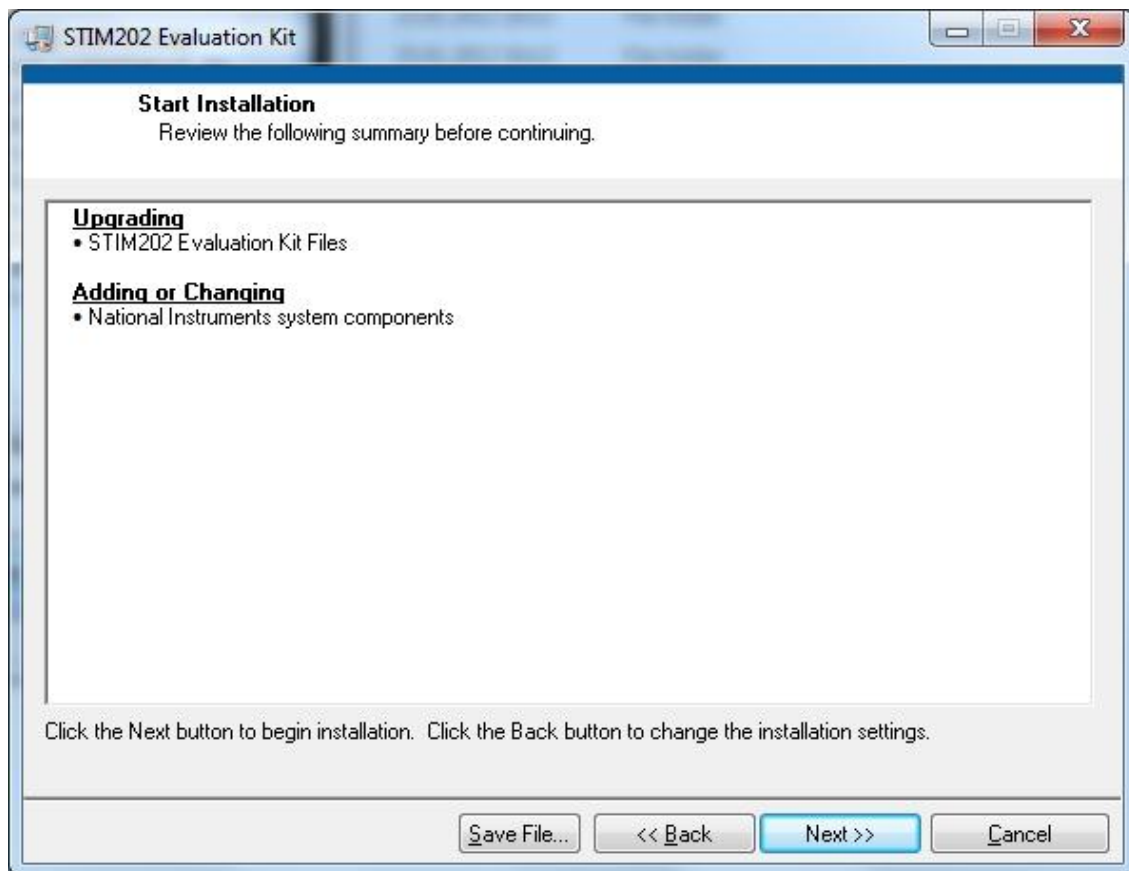 STIM202 Evaluation Kit
Start Installation
Review the following summary before continuing.
Upgrading
• STIM202 Evaluation Kit Files
Adding or Changing
• National Instruments system components
Click the Next button to begin installation. Click the Back button to change the installation settings.
Save File... << Back Next >> Cancel